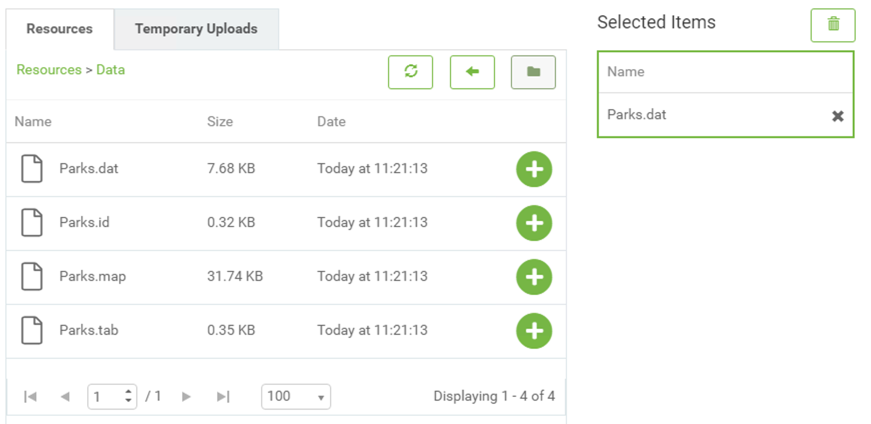 Resources Temporary Uploads
Resources > Data
Name Size Date
Parks.dat 7.68 KB Today at 11:21:13
Parks.id 0.32 KB Today at 11:21:13
Parks.map 31.74 KB Today at 11:21:13
Parks.tab 0.35 KB Today at 11:21:13
1 / 1 100 Displaying 1 - 4 of 4
Selected Items
Name
Parks.dat